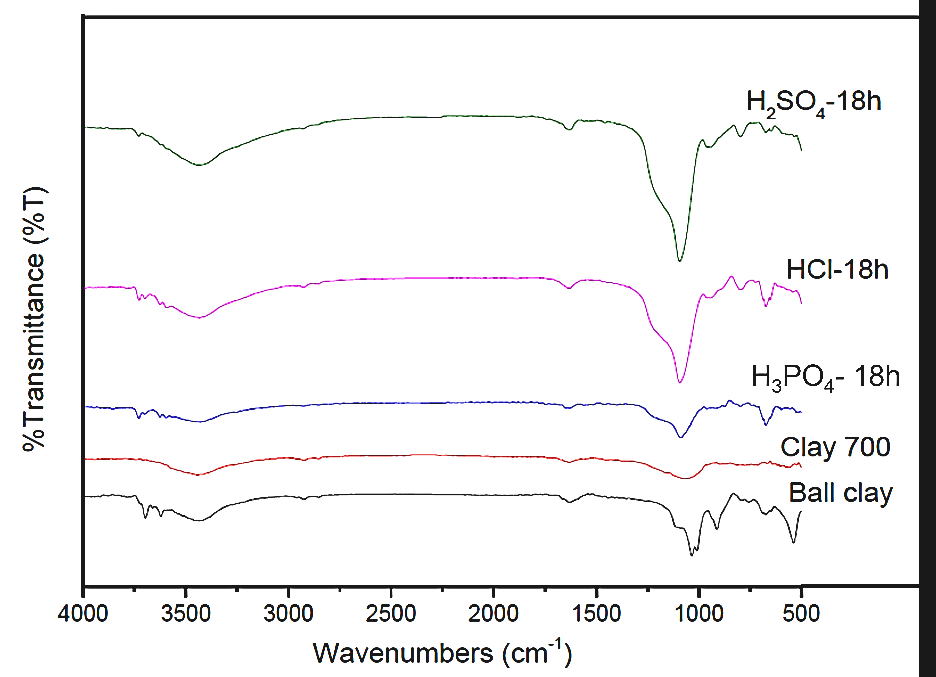 H₂SO₄-18h
HCl-18h
H₃PO₄- 18h
Clay 700
Ball clay
%Transmittance (%T)
4000 3500 3000 2500 2000 1500 1000 500
Wavenumbers (cm⁻¹)